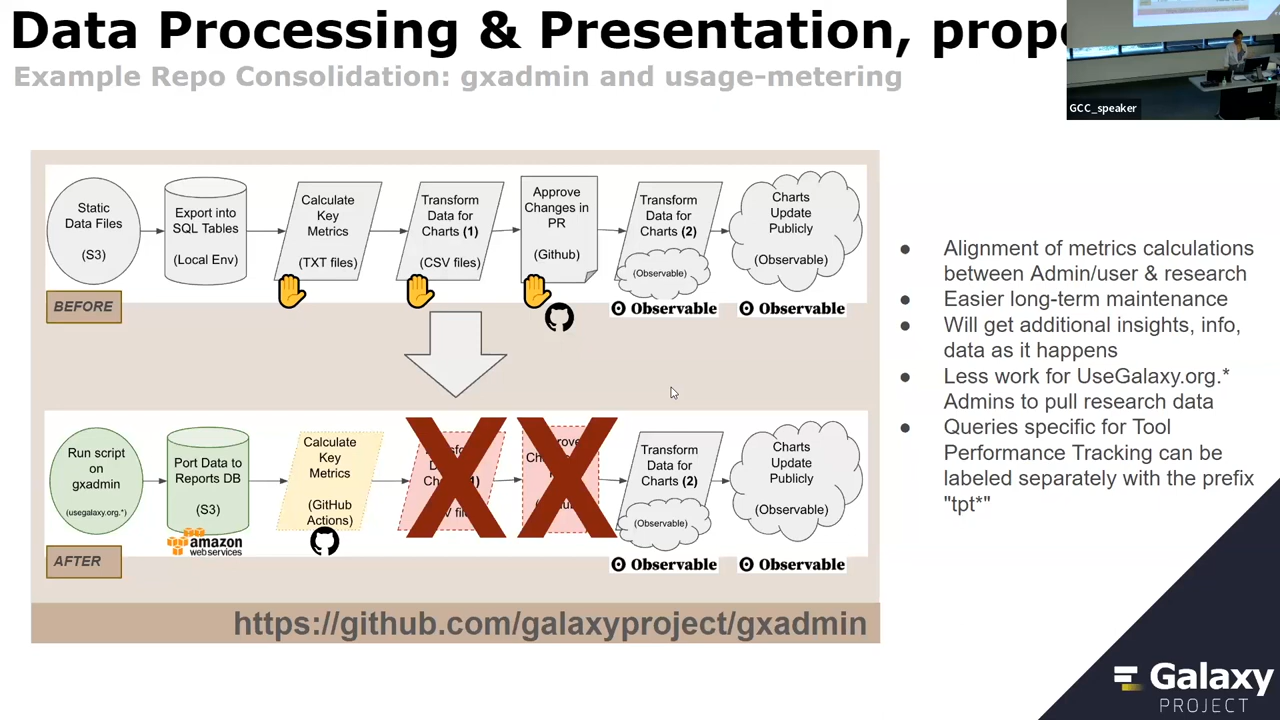 Data Processing & Presentation,
Example Repo Consolidation: gxadmin and usage-metering
GCC_speaker
Static
Data Files
(S3)
Export into
SQL Tables
(Local Env)
Calculate
Key
Metrics
(TXT files)
Transform
Data for
Charts (1)
(CSV files)
Approve
Changes in
PR
(Github)
Transform
Data for
Charts (2)
(Observable)
Charts
Update
Publicly
(Observable)
BEFORE
Observable
Observable
Run script
on
gxadmin
(usegalaxy.org.*)
Port Data to
Reports DB
(S3)
amazon
webservices
Calculate
Key
Metrics
(GitHub
Actions)
Transform
Data for
Charts (2)
(Observable)
Charts
Update
Publicly
(Observable)
AFTER
Observable
Observable
https://github.com/galaxyproject/gxadmin
● Alignment of metrics calculations
between Admin/user & research
● Easier long-term maintenance
● Will get additional insights, info,
data as it happens
● Less work for UseGalaxy.org.*
Admins to pull research data
● Queries specific for Tool
Performance Tracking can be
labeled separately with the prefix
"tpt*"
Galaxy
PROJECT